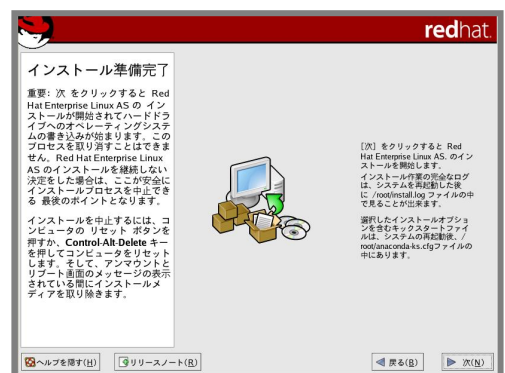 redhat.
インストール準備完了
重要: 次 をクリックすると Red
Hat Enterprise Linux AS の イン
ストールが開始されてハードドラ
イブへのオペレーティングシステ
ムの書き込みが始まります。この
プロセスを取り消すことはできま
せん。Red Hat Enterprise Linux
AS のインストールを継続しない
決定をした場合は、ここが安全に
インストールプロセスを中止でき
る 最後のポイントとなります。
インストールを中止するには、コ
ンピュータの リセット ボタンを
押すか、Control-Alt-Delete キー
を押してコンピュータをリセット
します。そして、アンマウントと
リブート画面のメッセージの表示
されている間にインストールメ
ディアを取り除きます。
[次] をクリックすると Red
Hat Enterprise Linux AS. のイン
ストールを開始します。
インストール作業の完全なログ
は、システムを再起動した後
に /root/install.log ファイルの中
で見ることが出来ます。
選択したインストールオプショ
ンを含むキックスタートファイ
ルは、システムの再起動後、/
root/anaconda-ks.cfgファイルの
中にあります。
ヘルプを隠す(H)
リリースノート(R)
戻る(B)
次(N)